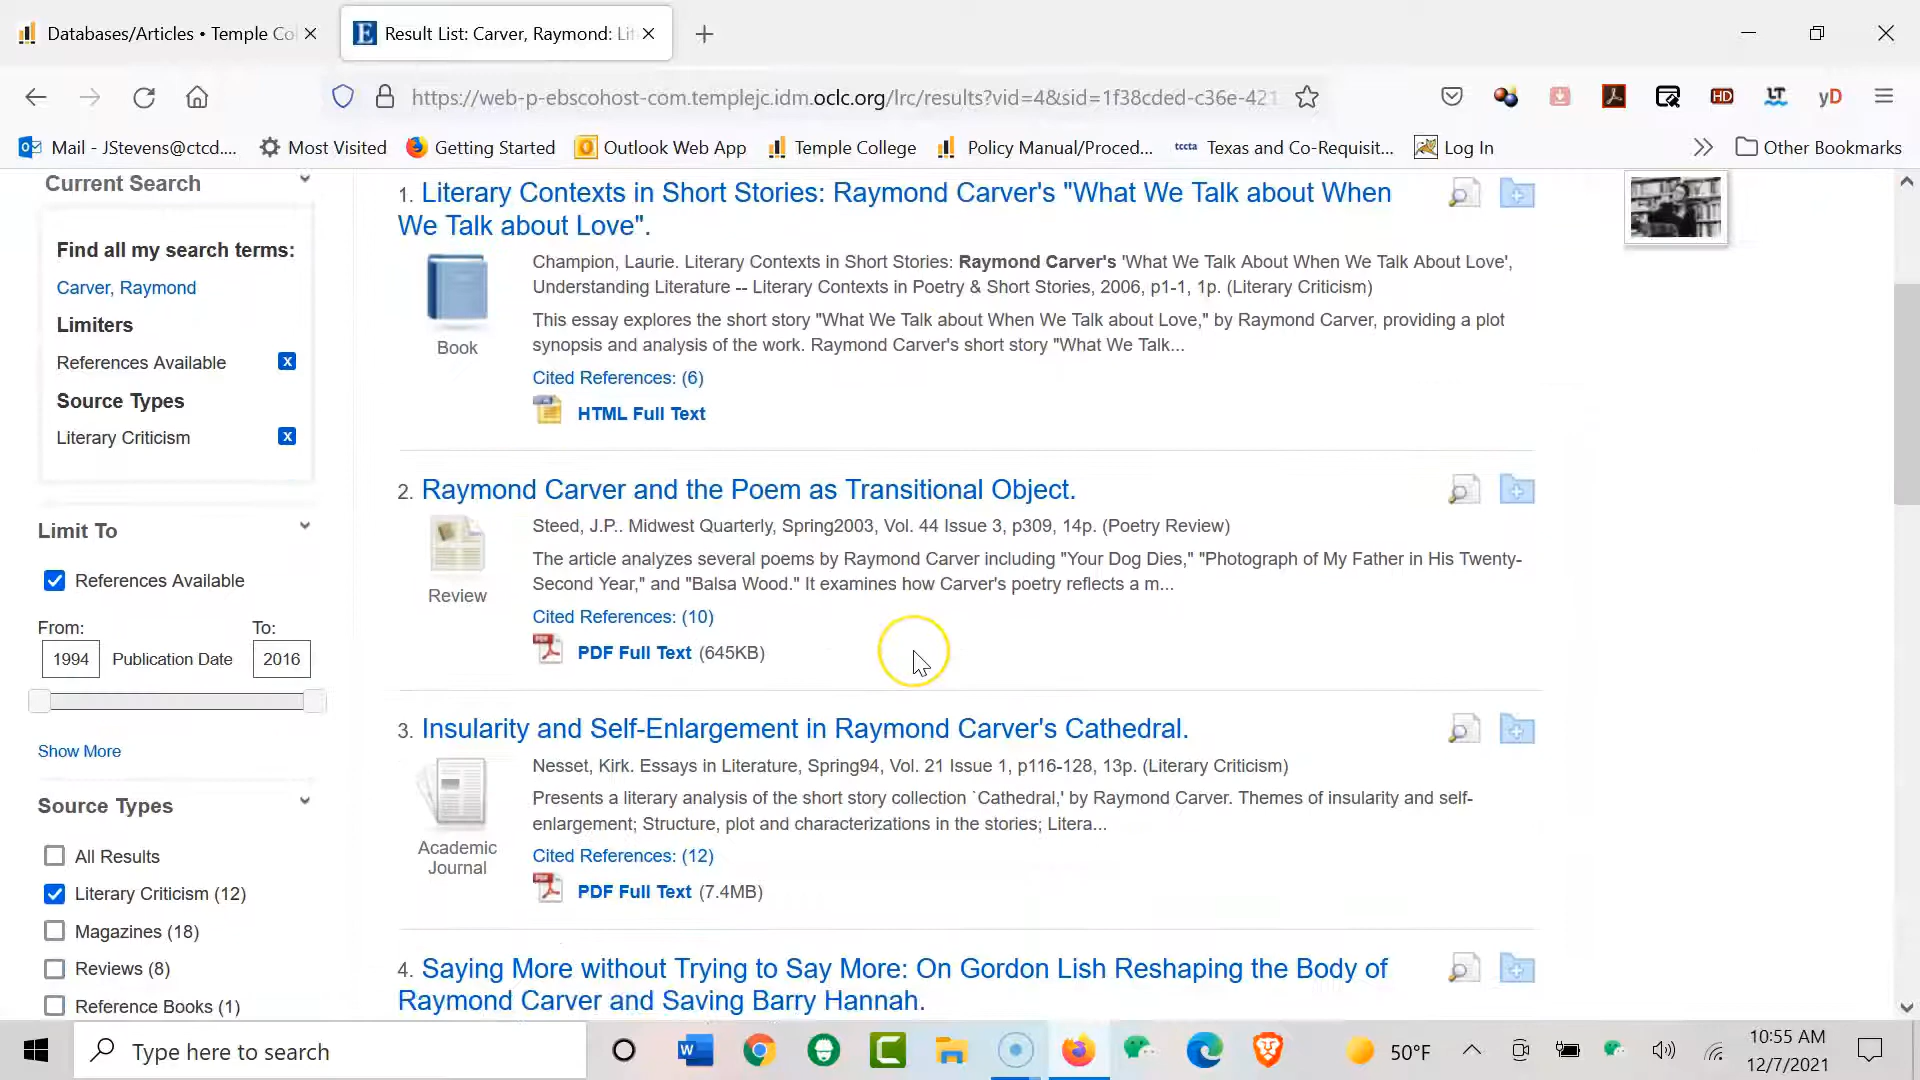 Databases/Articles • Temple Co
Result List: Carver, Raymond: Lit
https://web-p-ebscohost-com.templejc.idm.oclc.org/lrc/results?vid=4&sid=1f38cded-c36e-421
Mail - JStevens@ctcd....
Most Visited
Getting Started
Outlook Web App
Temple College
Policy Manual/Proced...
tccta
Texas and Co-Requisit...
Log In
Other Bookmarks
HD
yD
Current Search
Find all my search terms:
Carver, Raymond
Limiters
References Available
Source Types
Literary Criticism
Limit To
References Available
From:
To:
1994
Publication Date
2016
Show More
Source Types
All Results
Literary Criticism (12)
Magazines (18)
Reviews (8)
Reference Books (1)
1. Literary Contexts in Short Stories: Raymond Carver's "What We Talk about When
We Talk about Love".
Book
Champion, Laurie. Literary Contexts in Short Stories: Raymond Carver's 'What We Talk About When We Talk About Love',
Understanding Literature -- Literary Contexts in Poetry & Short Stories, 2006, p1-1, 1p. (Literary Criticism)
This essay explores the short story "What We Talk about When We Talk about Love," by Raymond Carver, providing a plot
synopsis and analysis of the work. Raymond Carver's short story "What We Talk...
Cited References: (6)
HTML Full Text
2. Raymond Carver and the Poem as Transitional Object.
Review
Steed, J.P.. Midwest Quarterly, Spring2003, Vol. 44 Issue 3, p309, 14p. (Poetry Review)
The article analyzes several poems by Raymond Carver including "Your Dog Dies," "Photograph of My Father in His Twenty-
Second Year," and "Balsa Wood." It examines how Carver's poetry reflects a m...
Cited References: (10)
PDF Full Text (645KB)
3. Insularity and Self-Enlargement in Raymond Carver's Cathedral.
Academic
Journal
Nesset, Kirk. Essays in Literature, Spring94, Vol. 21 Issue 1, p116-128, 13p. (Literary Criticism)
Presents a literary analysis of the short story collection `Cathedral,' by Raymond Carver. Themes of insularity and self-
enlargement; Structure, plot and characterizations in the stories; Litera...
Cited References: (12)
PDF Full Text (7.4MB)
4. Saying More without Trying to Say More: On Gordon Lish Reshaping the Body of
Raymond Carver and Saving Barry Hannah.
Type here to search
50°F
10:55 AM
12/7/2021